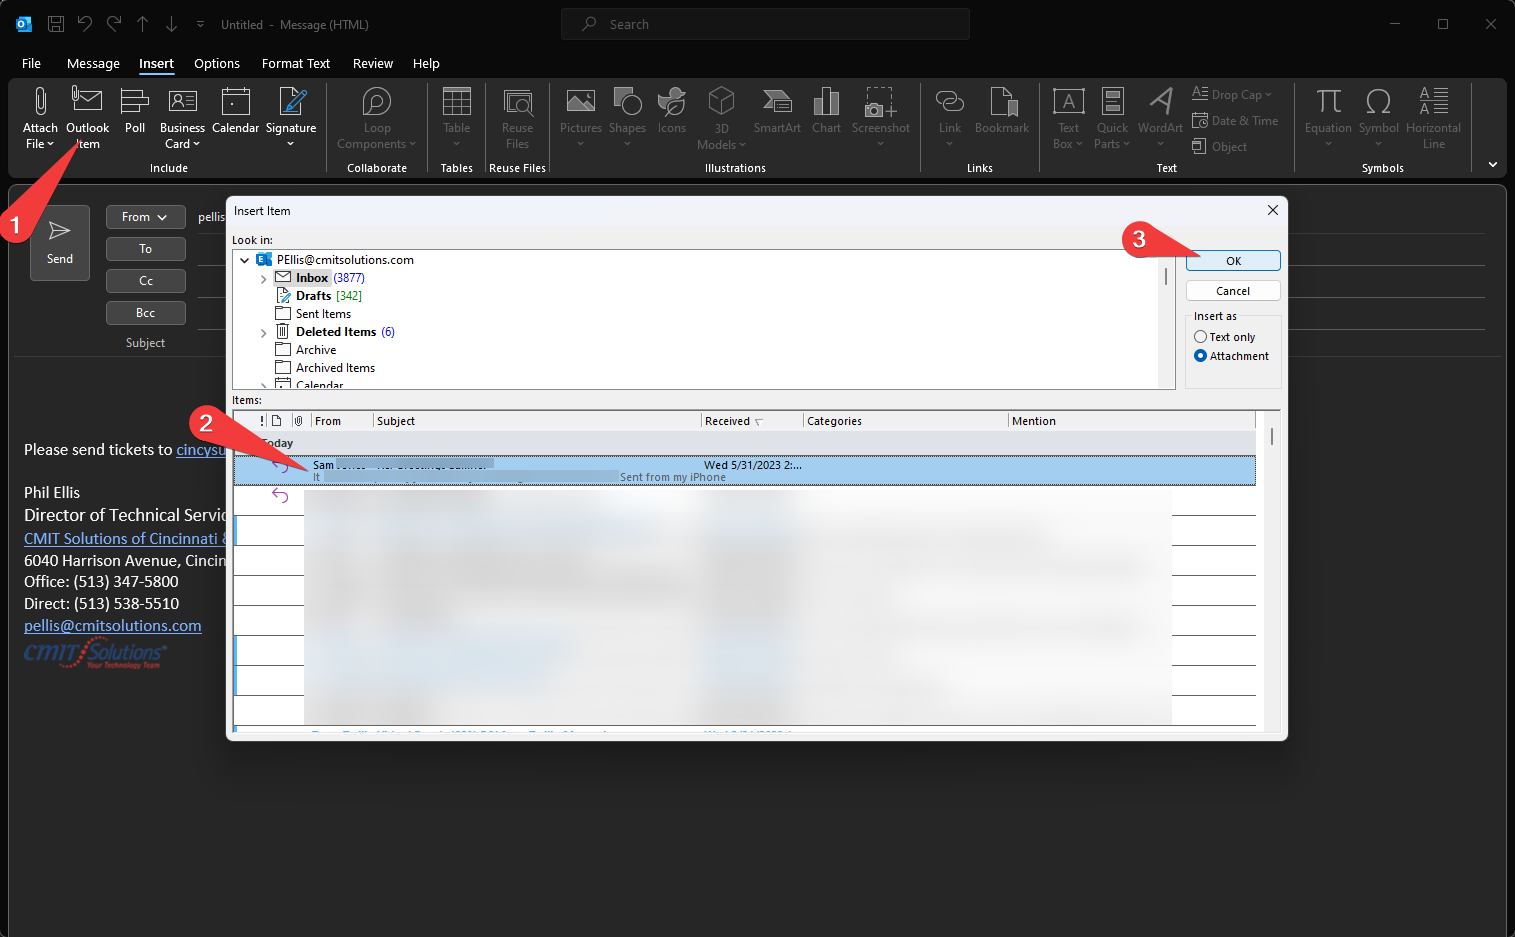 Untitled - Message (HTML)
Search
File Message Insert Options Format Text Review Help
Attach File
Outlook Item
Poll
Business Card
Calendar
Signature
Include
Loop Components
Collaborate
Table
Tables
Reuse Files
Reuse Files
Pictures
Shapes
Icons
3D Models
SmartArt
Chart
Screenshot
Illustrations
Link
Bookmark
Links
Text Box
Quick Parts
WordArt
Drop Cap
Date & Time
Object
Text
Equation
Symbol
Horizontal Line
Symbols
1
Send
From
pellis
To
Cc
Bcc
Subject
Insert Item
Look in:
PEllis@cmitsolutions.com
Inbox (3877)
Drafts [342]
Sent Items
Deleted Items (6)
Archive
Archived Items
Calendar
3
OK
Cancel
Insert as
Text only
Attachment
Items:
2
! From Subject Received Categories Mention
Today
Sam Wed 5/31/2023 2:...
It Sent from my iPhone
Please send tickets to cincysu
Phil Ellis
Director of Technical Servic
CMIT Solutions of Cincinnati &
6040 Harrison Avenue, Cincin
Office: (513) 347-5800
Direct: (513) 538-5510
pellis@cmitsolutions.com
CMIT Solutions
Your Technology Team